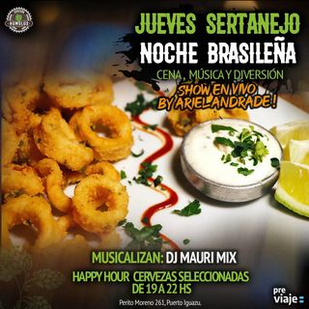 JUEVES SERTANEJO
NOCHE BRASILEÑA
CENA, MÚSICA Y DIVERSIÓN
SHOW EN VIVO
BY ARIEL ANDRADE!
MUSICALIZAN: DJ MAURI MIX
HAPPY HOUR CERVEZAS SELECCIONADAS
DE 19 A 22 HS
Perito Moreno 261, Puerto Iguazu.
pre
viaje